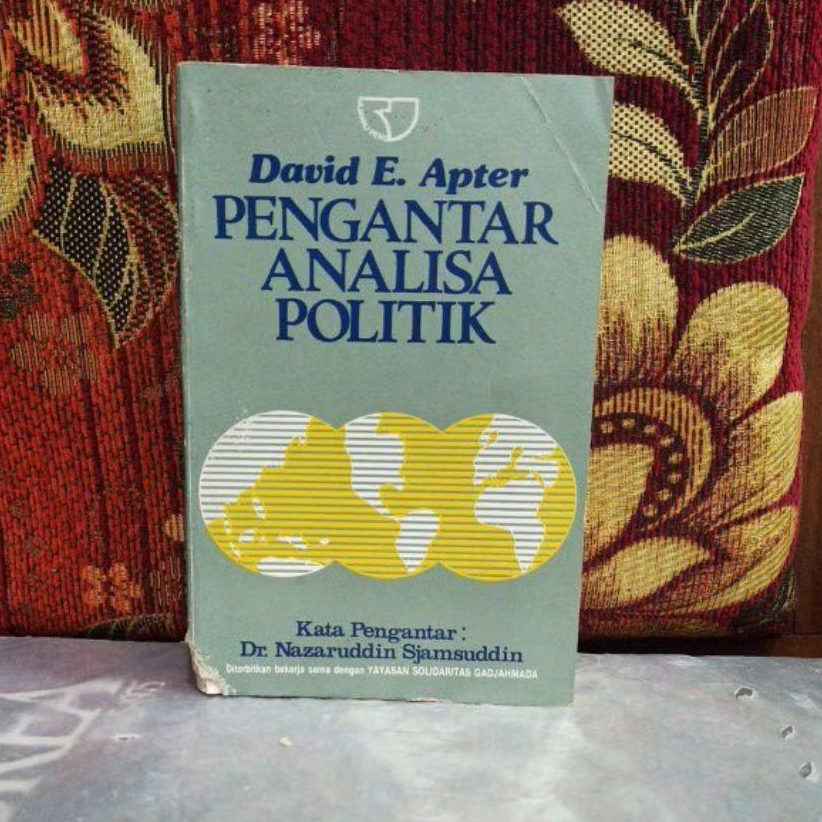 David E. Apter
PENGANTAR
ANALISA
POLITIK
Kata Pengantar:
Dr. Nazaruddin Sjamsuddin
Diterbitkan bekerja sama dengan YAYASAN SOLIDARITAS GADJAHMADA